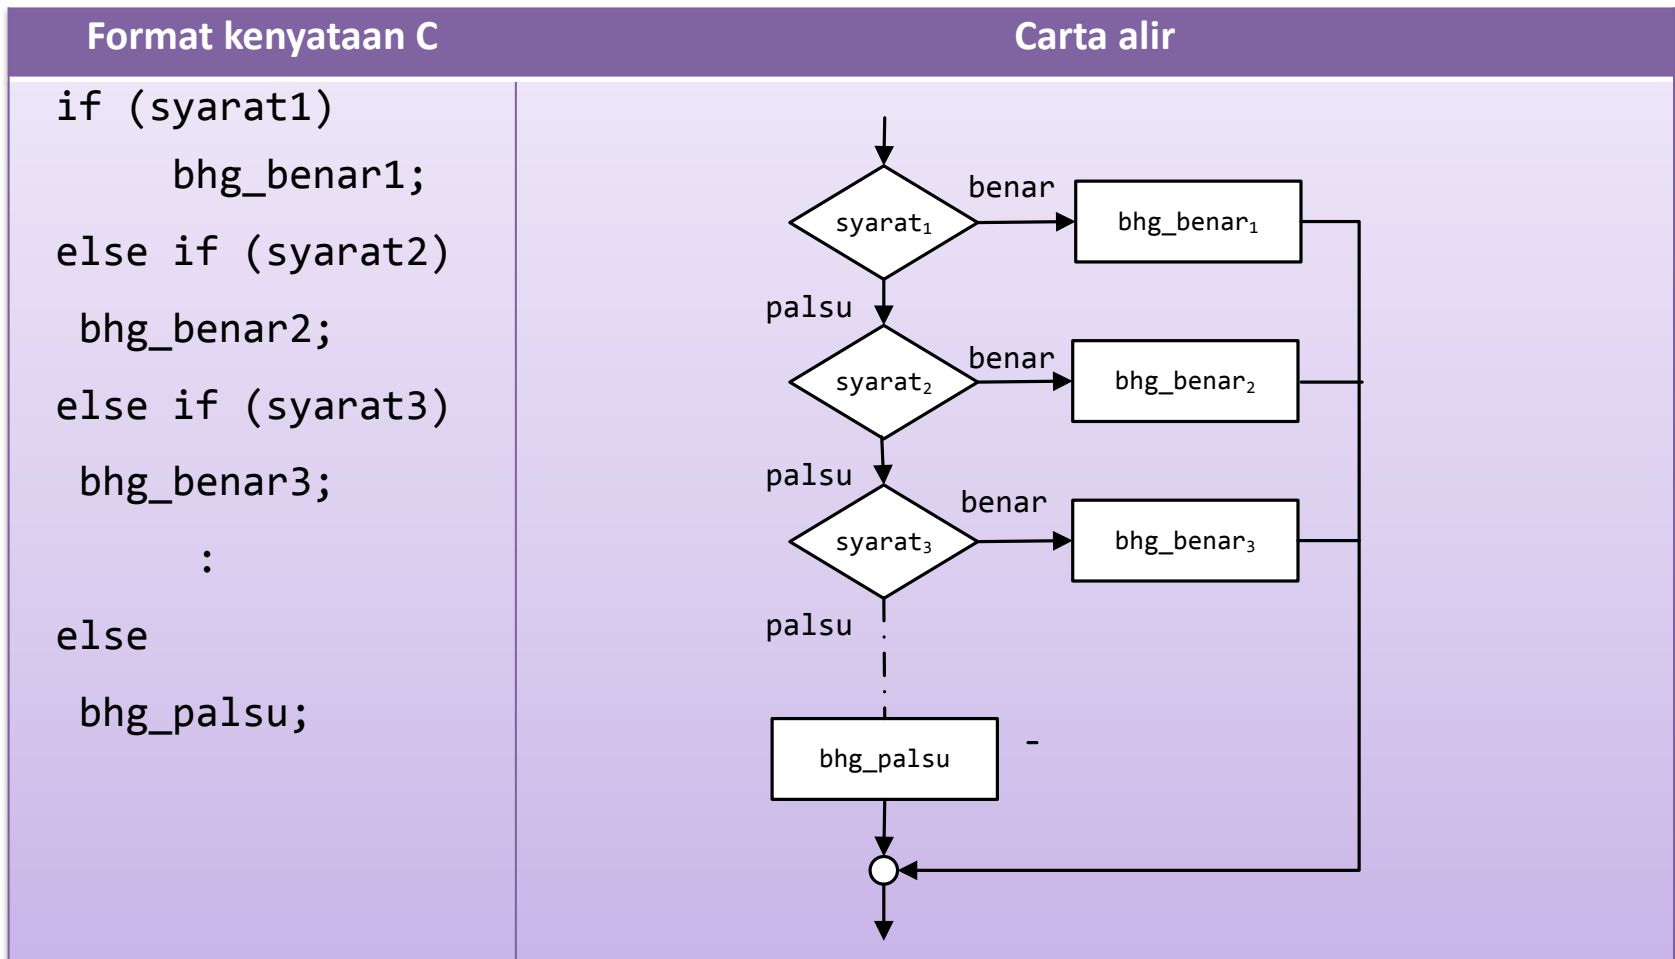 Format kenyataan C
Carta alir
if (syarat1)
bhg_benar1;
else if (syarat2)
bhg_benar2;
else if (syarat3)
bhg_benar3;
:
else
bhg_palsu;
syarat₁
benar
bhg_benar₁
palsu
syarat₂
benar
bhg_benar₂
palsu
syarat₃
benar
bhg_benar₃
palsu
bhg_palsu
-